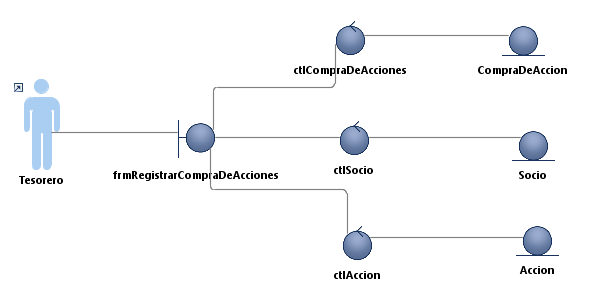 ctlCompraDeAcciones
CompraDeAccion
Tesorero
frmRegistrarCompraDeAcciones
ctlSocio
Socio
ctlAccion
Accion